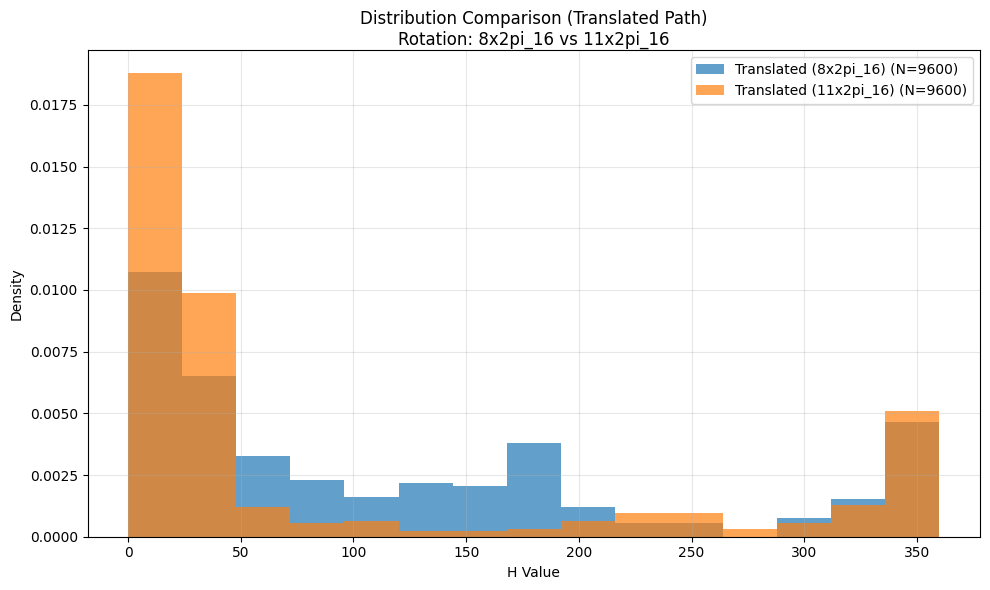 Distribution Comparison (Translated Path)
Rotation: 8x2pi_16 vs 11x2pi_16
Translated (8x2pi_16) (N=9600)
Translated (11x2pi_16) (N=9600)
0.0175
0.0150
0.0125
0.0100
0.0075
0.0050
0.0025
0.0000
Density
0 50 100 150 200 250 300 350
H Value